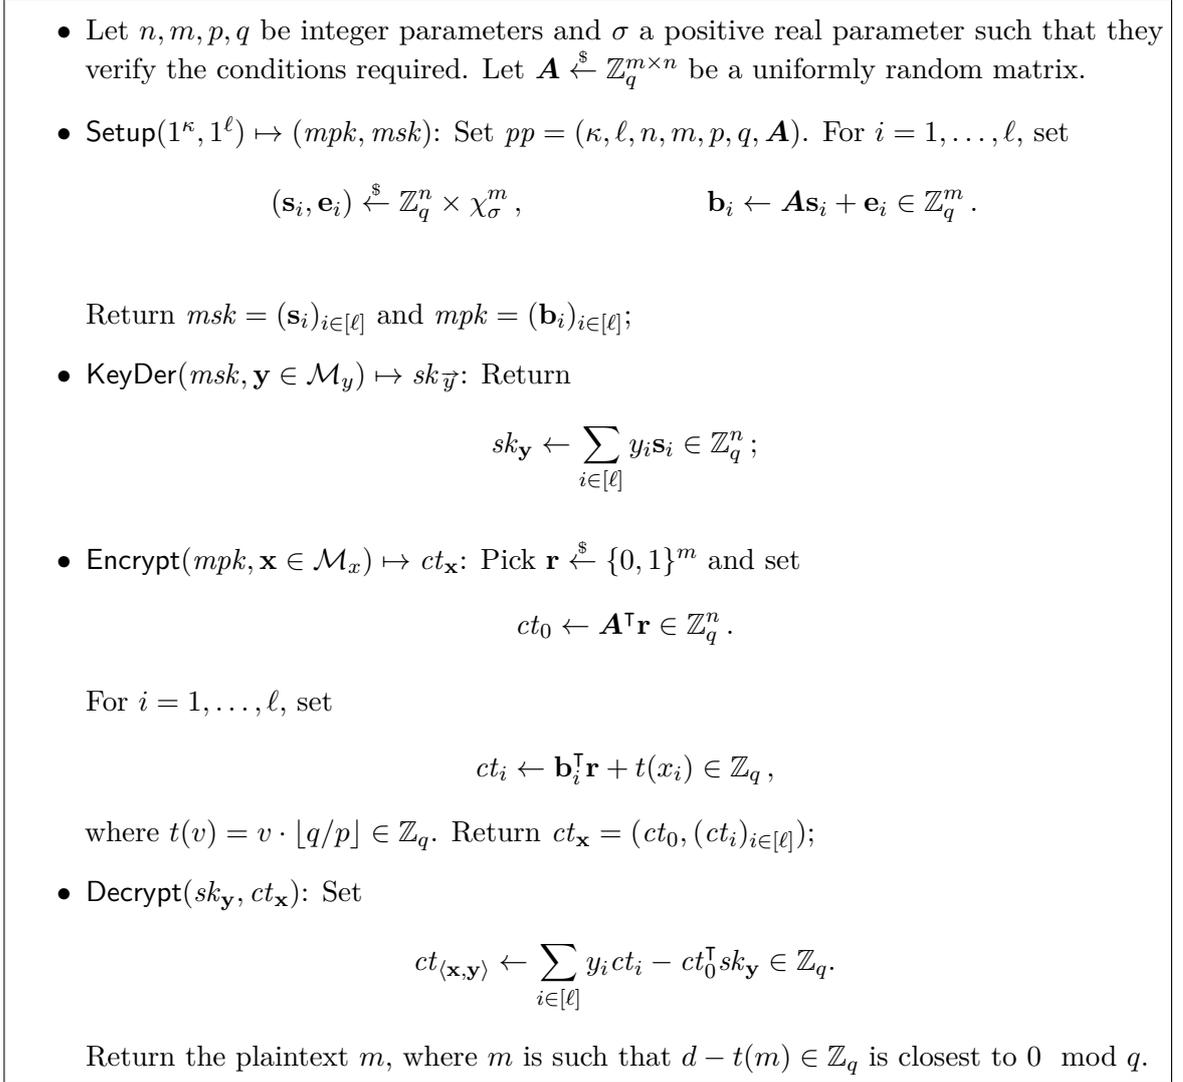 • Let n, m, p, q be integer parameters and σ a positive real parameter such that they
verify the conditions required. Let A ←$ ℤ_q^{m×n} be a uniformly random matrix.
• Setup(1^κ, 1^ℓ) ↦ (mpk, msk): Set pp = (κ, ℓ, n, m, p, q, A). For i = 1, . . . , ℓ, set
(s_i, e_i) ←$ ℤ_q^n × χ_σ^m , b_i ← As_i + e_i ∈ ℤ_q^m .
Return msk = (s_i)_{i∈[ℓ]} and mpk = (b_i)_{i∈[ℓ]};
• KeyDer(msk, y ∈ ℳ_y) ↦ sk_{\vec{y}}: Return
sk_y ← ∑_{i∈[ℓ]} y_i s_i ∈ ℤ_q^n ;
• Encrypt(mpk, x ∈ ℳ_x) ↦ ct_x: Pick r ←$ {0, 1}^m and set
ct_0 ← A^⊺r ∈ ℤ_q^n .
For i = 1, . . . , ℓ, set
ct_i ← b_i^⊺r + t(x_i) ∈ ℤ_q ,
where t(v) = v · ⌊q/p⌋ ∈ ℤ_q. Return ct_x = (ct_0, (ct_i)_{i∈[ℓ]});
• Decrypt(sk_y, ct_x): Set
ct_{⟨x,y⟩} ← ∑_{i∈[ℓ]} y_i ct_i − ct_0^⊺ sk_y ∈ ℤ_q.
Return the plaintext m, where m is such that d − t(m) ∈ ℤ_q is closest to 0 mod q.